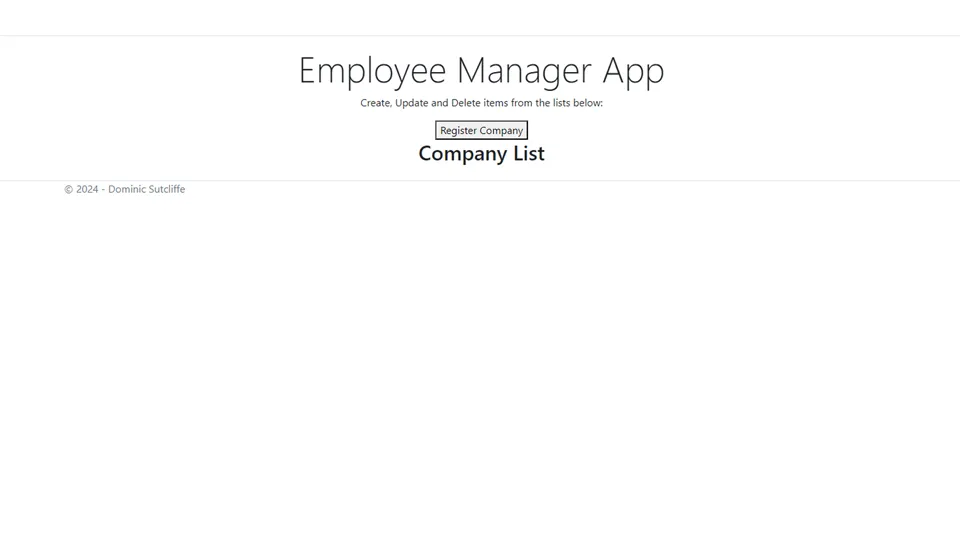 Employee Manager App
Create, Update and Delete items from the lists below:
Register Company
Company List
© 2024 - Dominic Sutcliffe